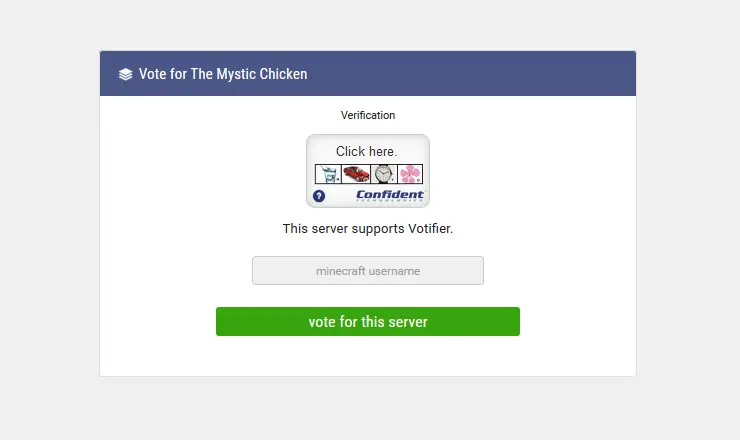 Vote for The Mystic Chicken
Verification
Click here.
?
Confident
TECHNOLOGIES
This server supports Votifier.
minecraft username
vote for this server